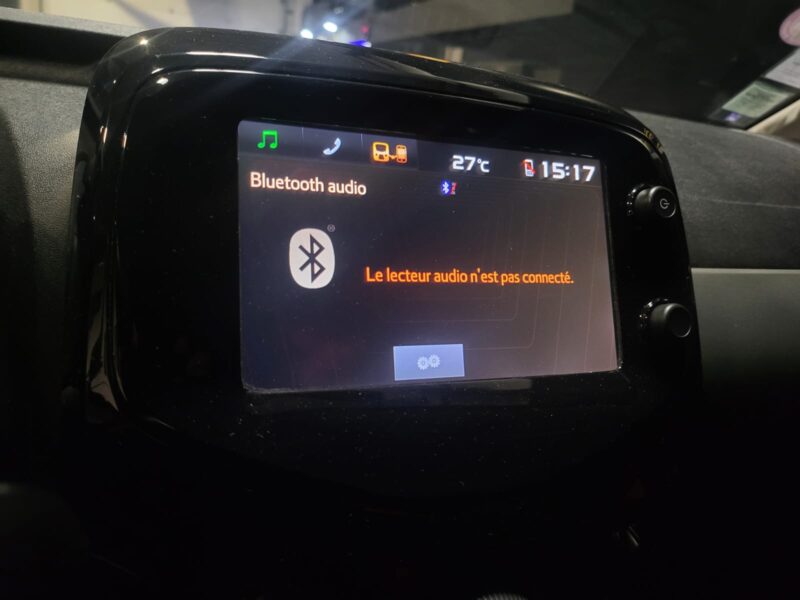 27°C
15:17
Bluetooth audio
Le lecteur audio n'est pas connecté.